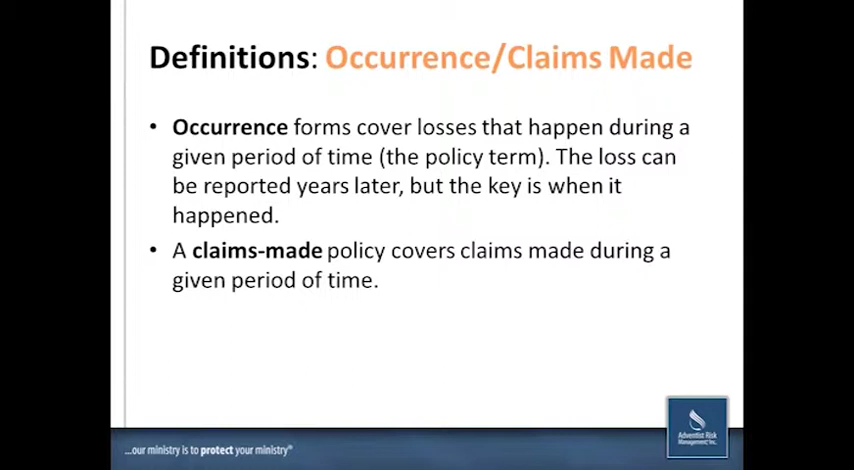 Definitions: Occurrence/Claims Made
• Occurrence forms cover losses that happen during a
given period of time (the policy term). The loss can
be reported years later, but the key is when it
happened.
• A claims-made policy covers claims made during a
given period of time.
Adventist Risk
Management, Inc.
...our ministry is to protect your ministry®